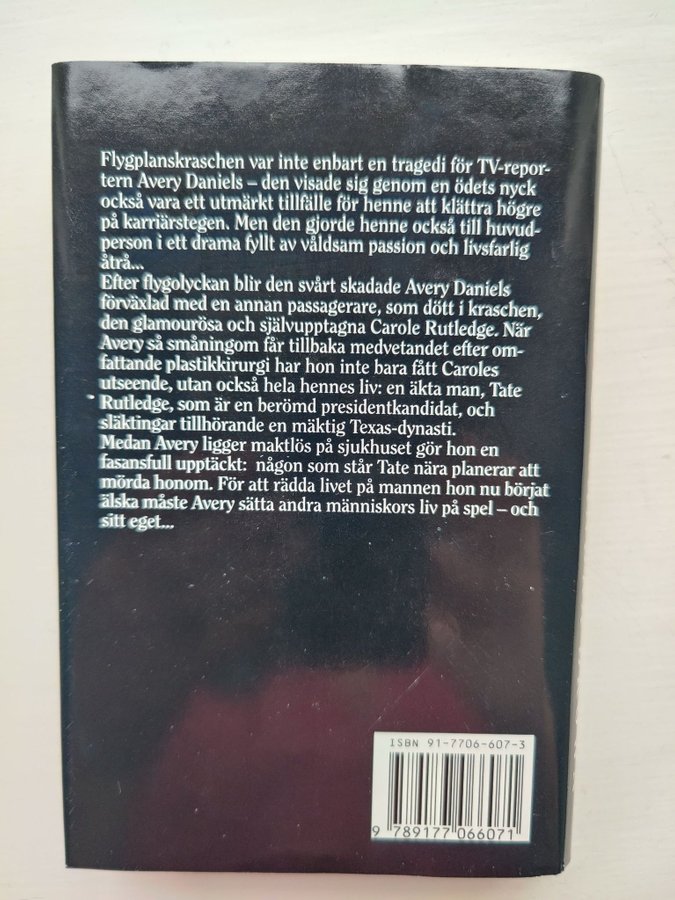 Flygplanskraschen var inte enbart en tragedi för TV-repor-
tern Avery Daniels – den visade sig genom en ödets nyck
också vara ett utmärkt tillfälle för henne att klättra högre
på karriärstegen. Men den gjorde henne också till huvud-
person i ett drama fyllt av våldsam passion och livsfarlig
åtrå...
Efter flygolyckan blir den svårt skadade Avery Daniels
förväxlad med en annan passagerare, som dött i kraschen,
den glamourösa och självupptagna Carole Rutledge. När
Avery så småningom får tillbaka medvetandet efter om-
fattande plastikkirurgi har hon inte bara fått Caroles
utseende, utan också hela hennes liv: en äkta man, Tate
Rutledge, som är en berömd presidentkandidat, och
släktingar tillhörande en mäktig Texas-dynasti.
Medan Avery ligger maktlös på sjukhuset gör hon en
fasansfull upptäckt: någon som står Tate nära planerar att
mörda honom. För att rädda livet på mannen hon nu börjat
älska måste Avery sätta andra människors liv på spel – och
sitt eget...
ISBN 91-7706-607-3
9 789177 066071